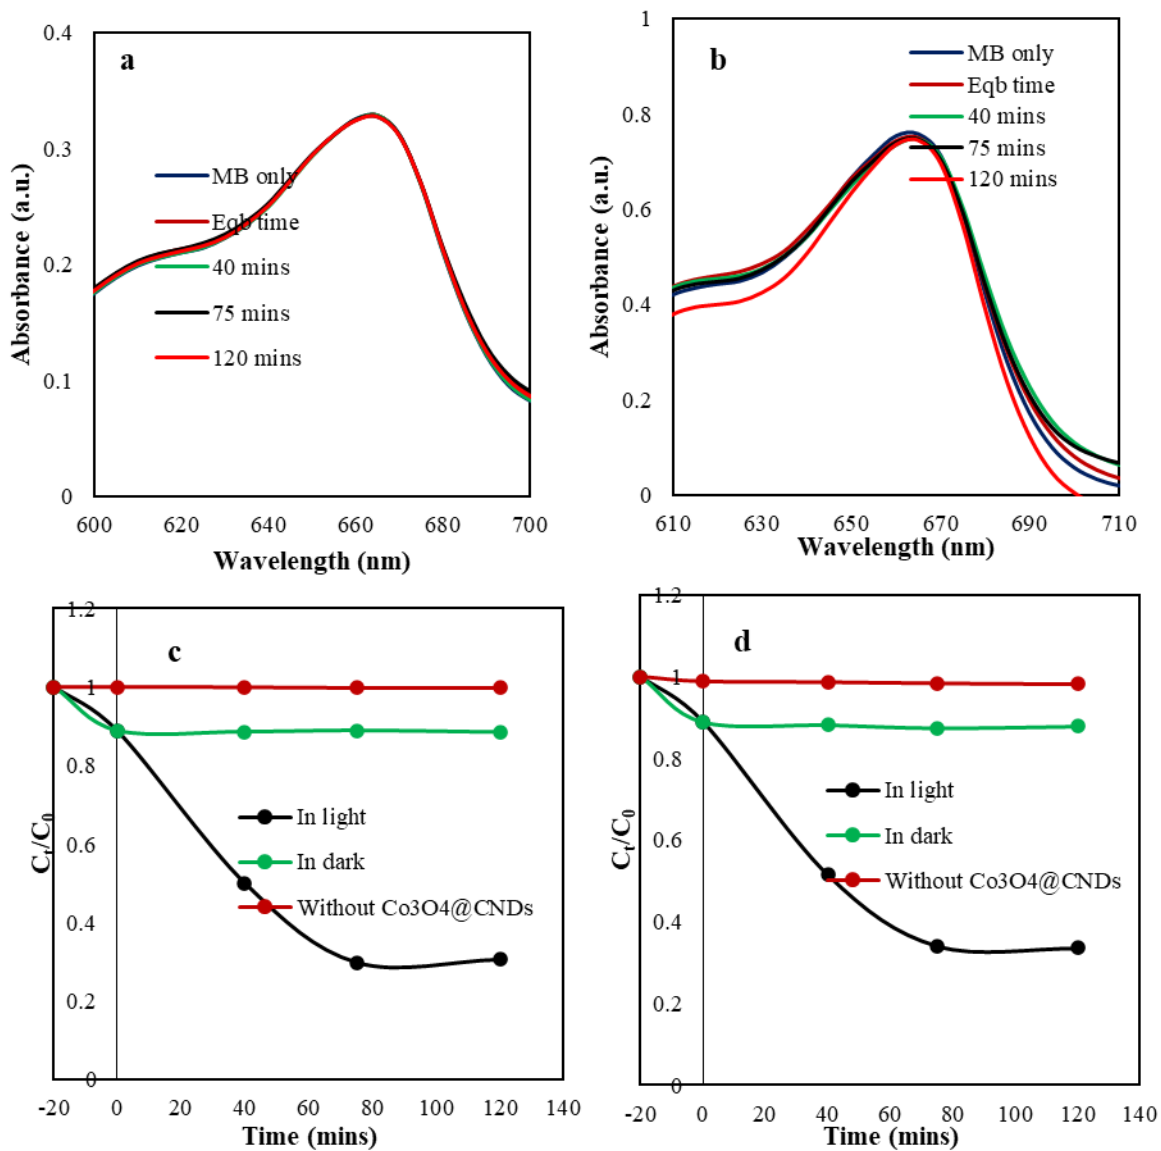 a
0.4
0.3
0.2
0.1
0
Absorbance (a.u.)
MB only
Eqb time
40 mins
75 mins
120 mins
600 620 640 660 680 700
Wavelength (nm)
b
1
0.8
0.6
0.4
0.2
0
Absorbance (a.u.)
MB only
Eqb time
40 mins
75 mins
120 mins
610 630 650 670 690 710
Wavelength (nm)
c
1.2
1
0.8
0.6
0.4
0.2
0
Cₜ/C₀
In light
In dark
Without Co3O4@CNDs
-20 0 20 40 60 80 100 120 140
Time (mins)
d
1.2
1
0.8
0.6
0.4
0.2
0
Cₜ/C₀
In light
In dark
Without Co3O4@CNDs
-20 0 20 40 60 80 100 120 140
Time (mins)